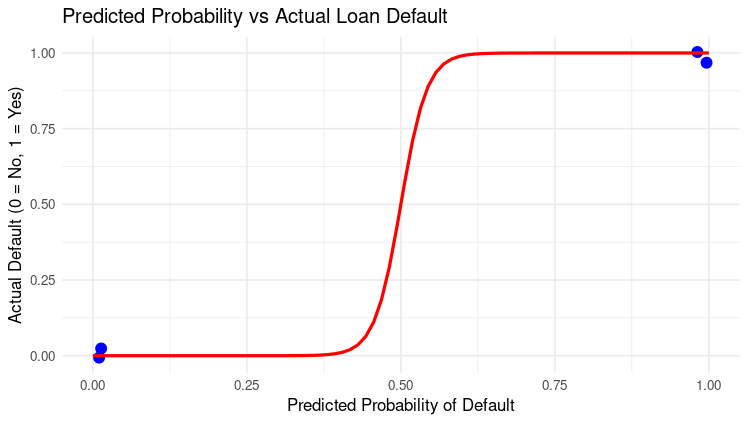 Predicted Probability vs Actual Loan Default
Actual Default (0 = No, 1 = Yes)
1.00
0.75
0.50
0.25
0.00
0.00 0.25 0.50 0.75 1.00
Predicted Probability of Default